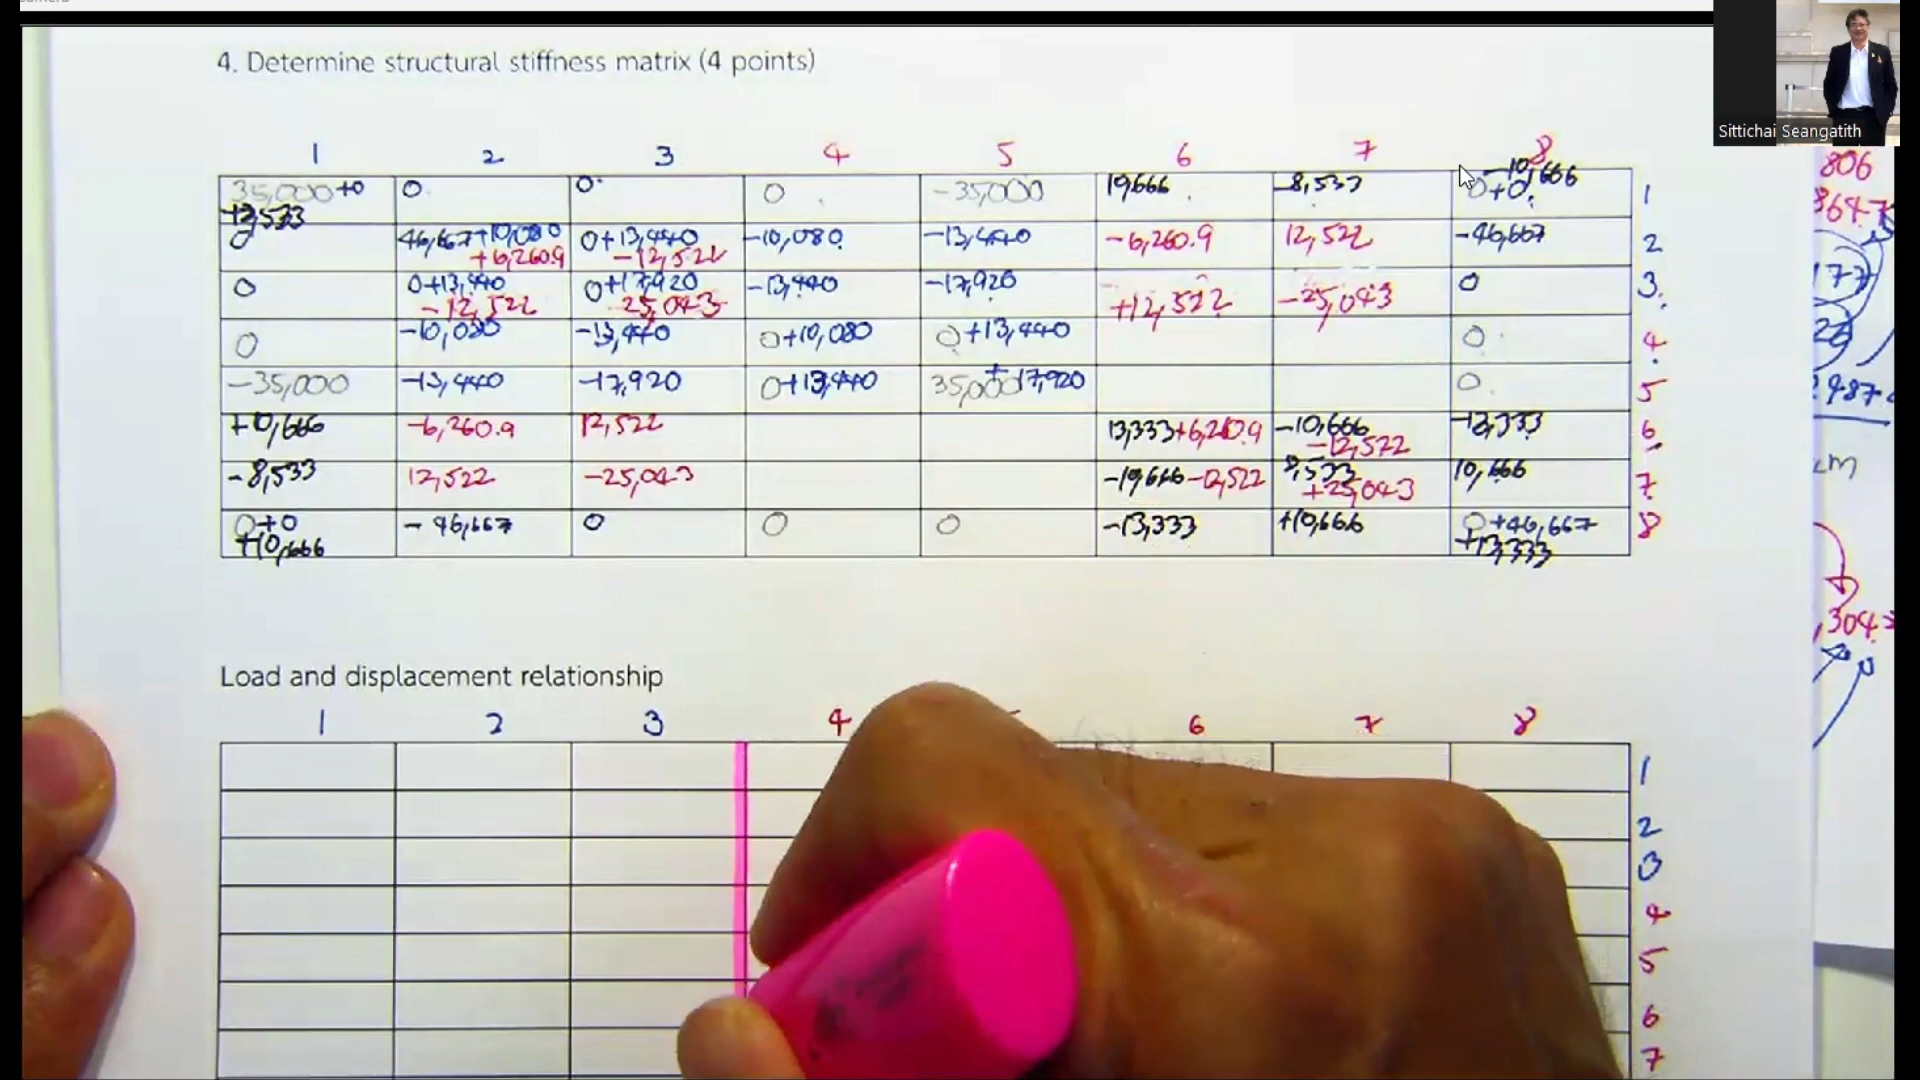 4. Determine structural stiffness matrix (4 points)
Sittichai Seangatith
1 2 3 4 5 6 7 8
35,000+0 0 0 0 -35,000 19,666 -8,533 -10,666 1
0+0
0 46,667+10,080 0+13,440 -10,080 -13,440 -6,260.9 12,522 -46,667 2
+6,260.9 -12,522
0 0+13,440 0+17,920 -13,440 -17,920 +12,522 -25,043 0 3
-12,522 25,043
0 -10,080 -13,440 0+10,080 0+13,440 0 4
-35,000 -13,440 -17,920 0+13,440 35,000+17,920 0 5
+10,666 -6,260.9 12,522 13,333+6,260.9 -10,666 -13,333 6
-12,522
-8,533 12,522 -25,043 -19,666-12,522 8,533 10,666 7
+25,043
0+0 -46,667 0 0 0 -13,333 +10,666 0+46,667 8
+10,666 +13,333
Load and displacement relationship
1 2 3 4 6 7 8
1
2
3
4
5
6
7
806
177
cm